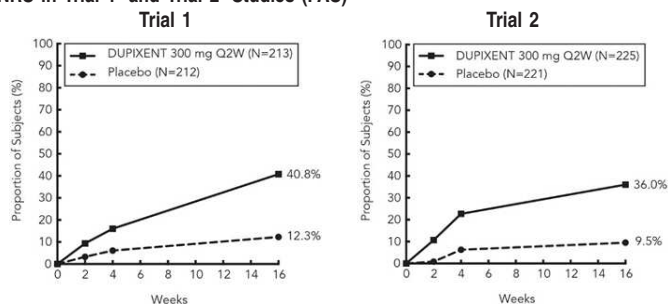 Trial 1
DUPIXENT 300 mg Q2W (N=213)
Placebo (N=212)
Proportion of Subjects (%)
100
90
80
70
60
50
40
30
20
10
0
40.8%
12.3%
0 2 4 6 8 10 12 14 16
Weeks
Trial 2
DUPIXENT 300 mg Q2W (N=225)
Placebo (N=221)
Proportion of Subjects (%)
100
90
80
70
60
50
40
30
20
10
0
36.0%
9.5%
0 2 4 6 8 10 12 14 16
Weeks